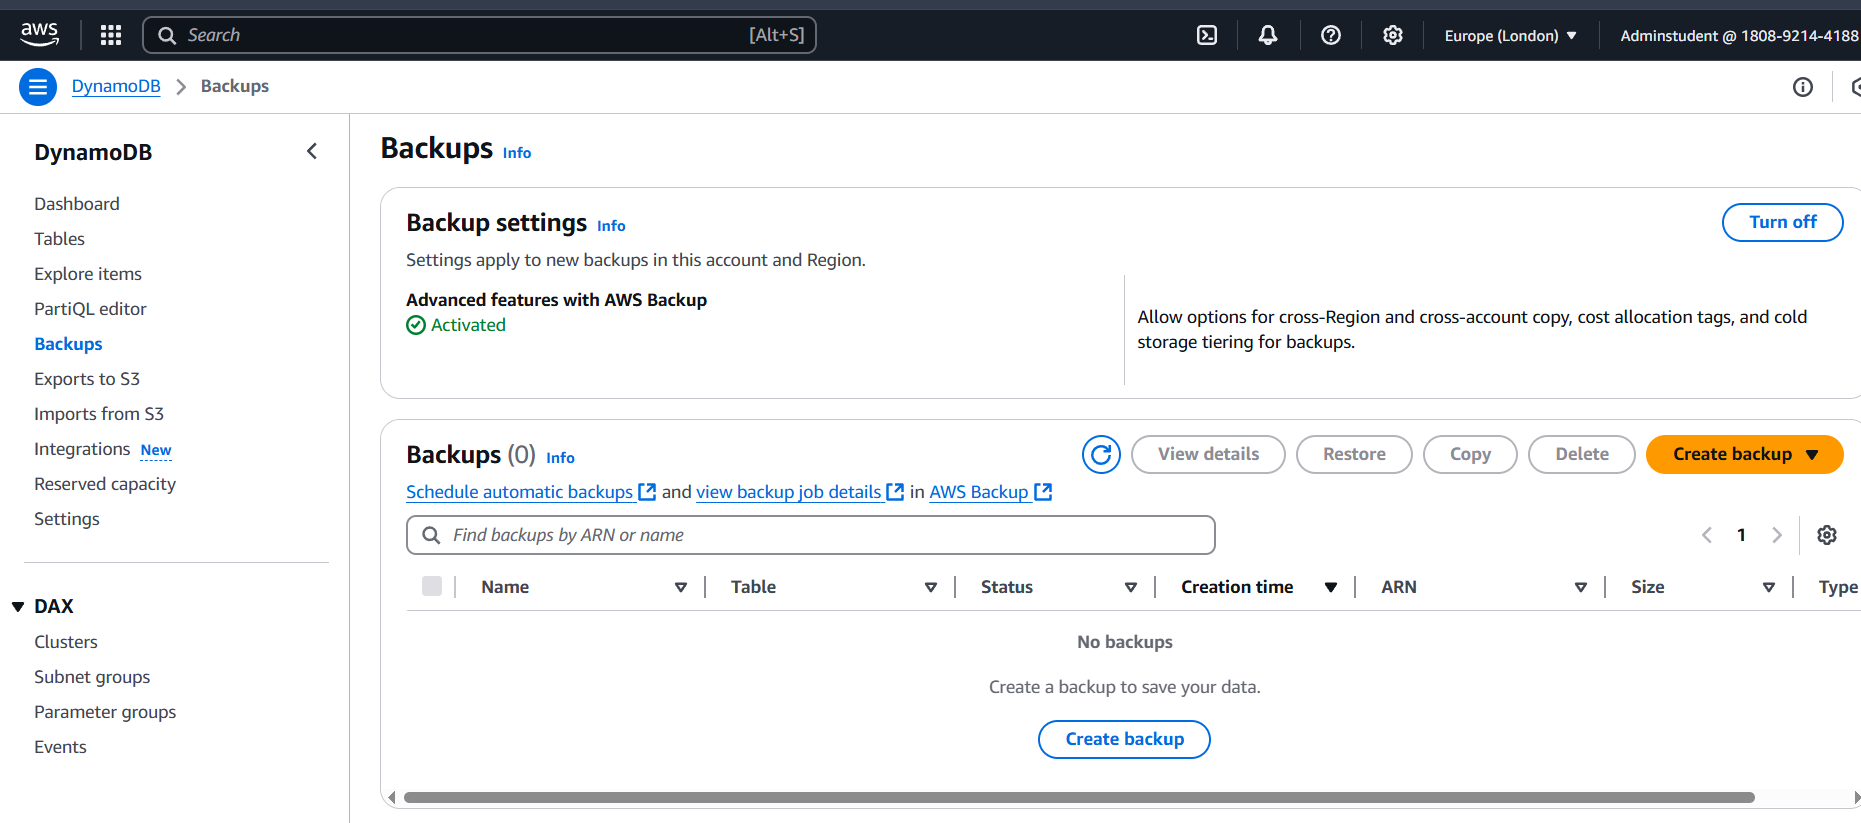 aws
Search [Alt+S]
Europe (London)
Adminstudent @ 1808-9214-4188
DynamoDB
Backups
DynamoDB
Dashboard
Tables
Explore items
PartiQL editor
Backups
Exports to S3
Imports from S3
Integrations New
Reserved capacity
Settings
DAX
Clusters
Subnet groups
Parameter groups
Events
Backups Info
Backup settings Info
Turn off
Settings apply to new backups in this account and Region.
Advanced features with AWS Backup
Activated
Allow options for cross-Region and cross-account copy, cost allocation tags, and cold
storage tiering for backups.
Backups (0) Info
View details
Restore
Copy
Delete
Create backup
Schedule automatic backups and view backup job details in AWS Backup
Find backups by ARN or name
1
Name
Table
Status
Creation time
ARN
Size
Type
No backups
Create a backup to save your data.
Create backup